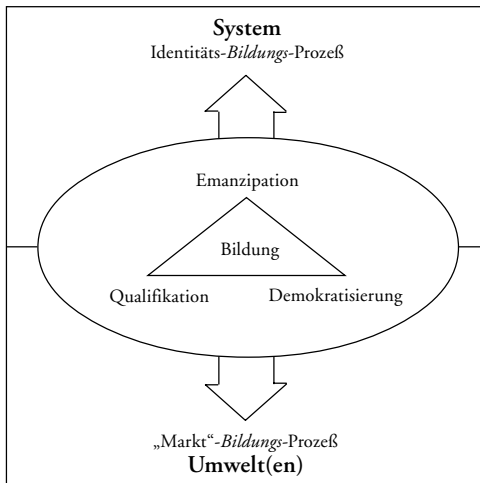 System
Identitäts-Bildungs-Prozeß
Emanzipation
Bildung
Qualifikation Demokratisierung
„Markt“-Bildungs-Prozeß
Umwelt(en)